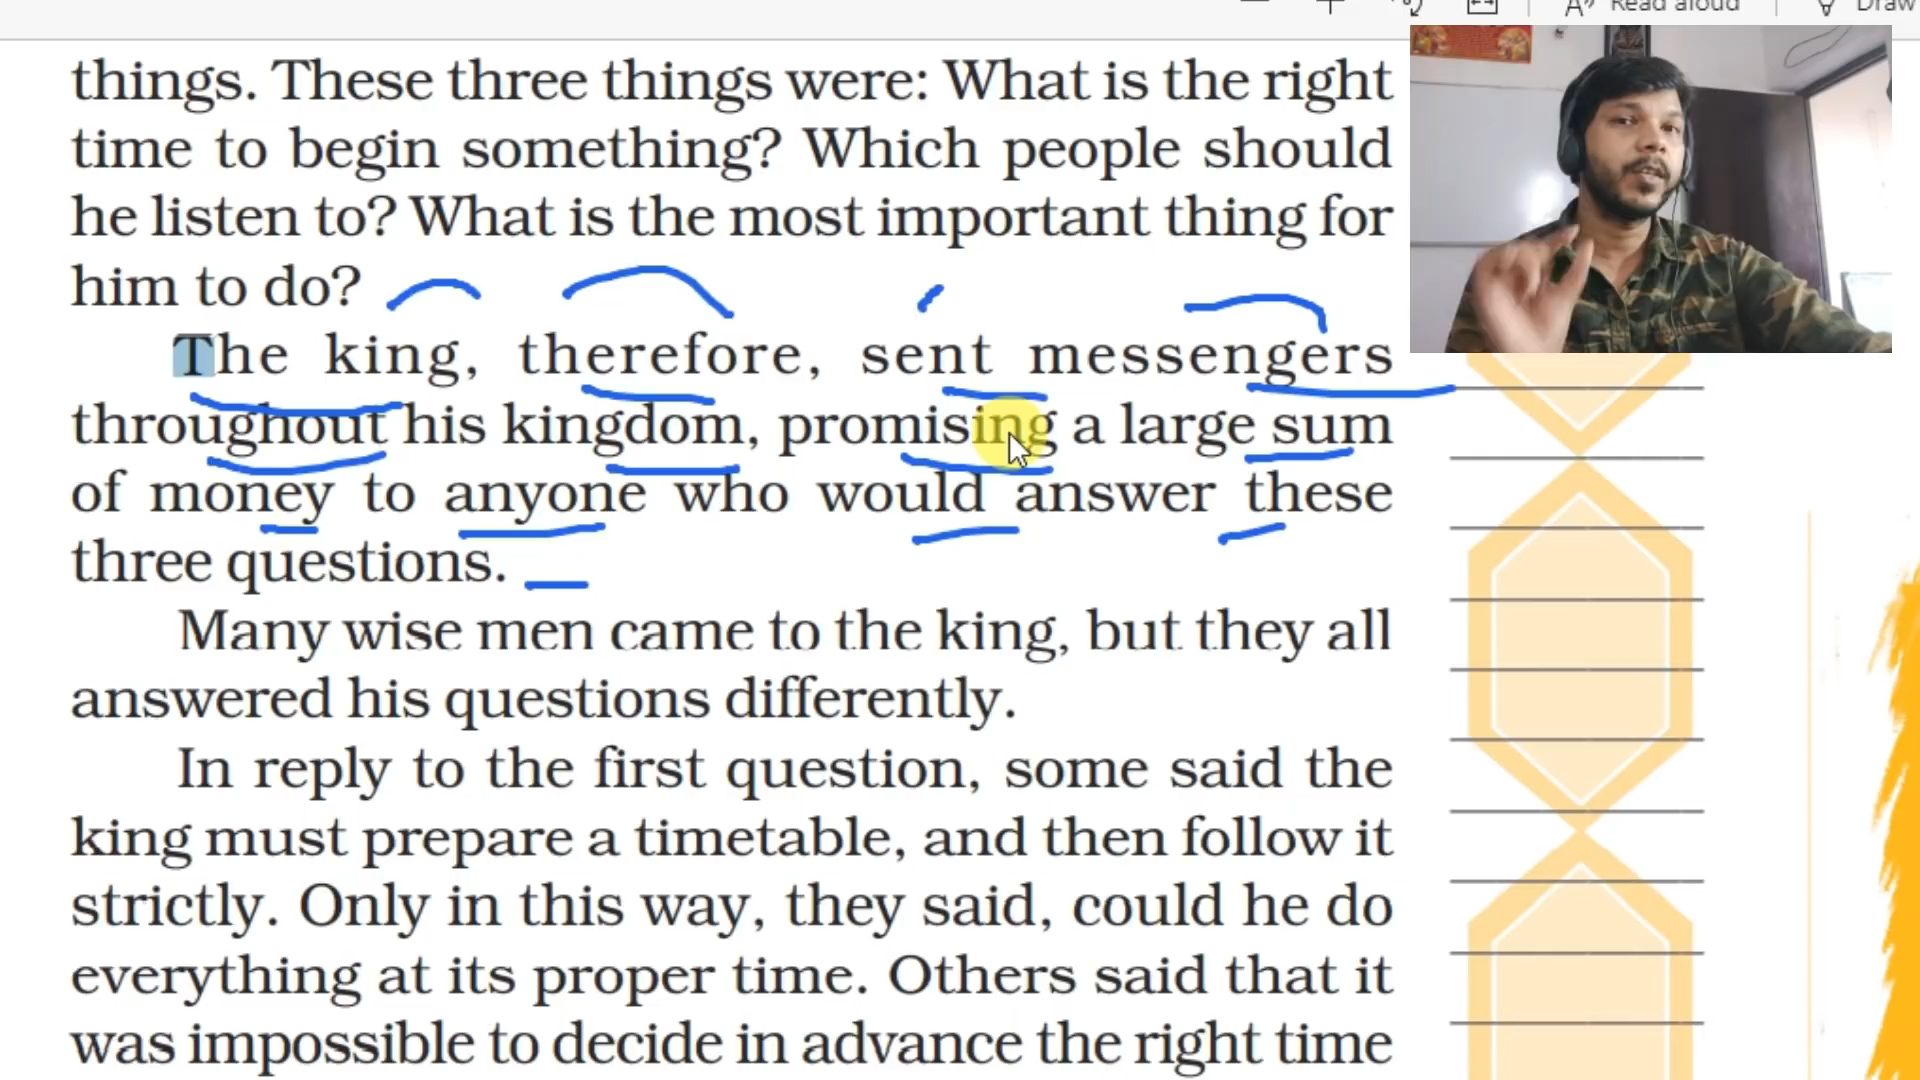 Read aloud
Draw
things. These three things were: What is the right
time to begin something? Which people should
he listen to? What is the most important thing for
him to do?
The king, therefore, sent messengers
throughout his kingdom, promising a large sum
of money to anyone who would answer these
three questions.
Many wise men came to the king, but they all
answered his questions differently.
In reply to the first question, some said the
king must prepare a timetable, and then follow it
strictly. Only in this way, they said, could he do
everything at its proper time. Others said that it
was impossible to decide in advance the right time